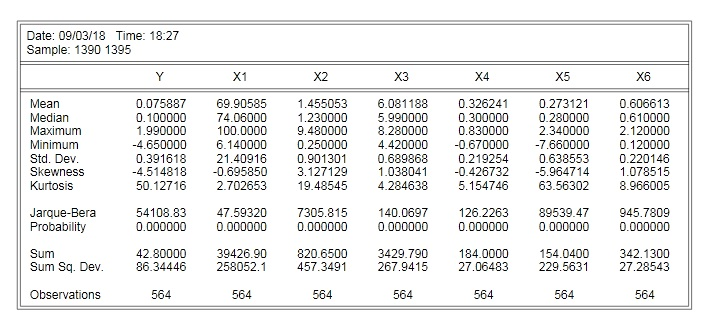 Date: 09/03/18 Time: 18:27
Sample: 1390 1395
Y X1 X2 X3 X4 X5 X6
Mean 0.075887 69.90585 1.455053 6.081188 0.326241 0.273121 0.606613
Median 0.100000 74.06000 1.230000 5.990000 0.300000 0.280000 0.610000
Maximum 1.990000 100.0000 9.480000 8.280000 0.830000 2.340000 2.120000
Minimum -4.650000 6.140000 0.250000 4.420000 -0.670000 -7.660000 0.120000
Std. Dev. 0.391618 21.40916 0.901301 0.689868 0.219254 0.638553 0.220146
Skewness -4.514818 -0.695850 3.127129 1.038041 -0.426732 -5.964714 1.078515
Kurtosis 50.12716 2.702653 19.48545 4.284638 5.154746 63.56302 8.966005
Jarque-Bera 54108.83 47.59320 7305.815 140.0697 126.2263 89539.47 945.7809
Probability 0.000000 0.000000 0.000000 0.000000 0.000000 0.000000 0.000000
Sum 42.80000 39426.90 820.6500 3429.790 184.0000 154.0400 342.1300
Sum Sq. Dev. 86.34446 258052.1 457.3491 267.9415 27.06483 229.5631 27.28543
Observations 564 564 564 564 564 564 564